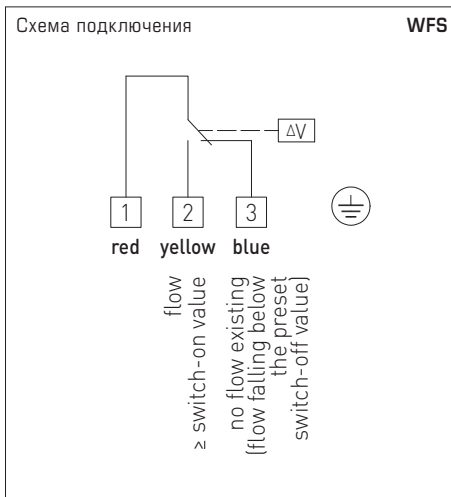 Схема подключения
WFS
ΔV
1
2
3
red
yellow
blue
flow
≥ switch-on value
no flow existing
(flow falling below
the preset
switch-off value)